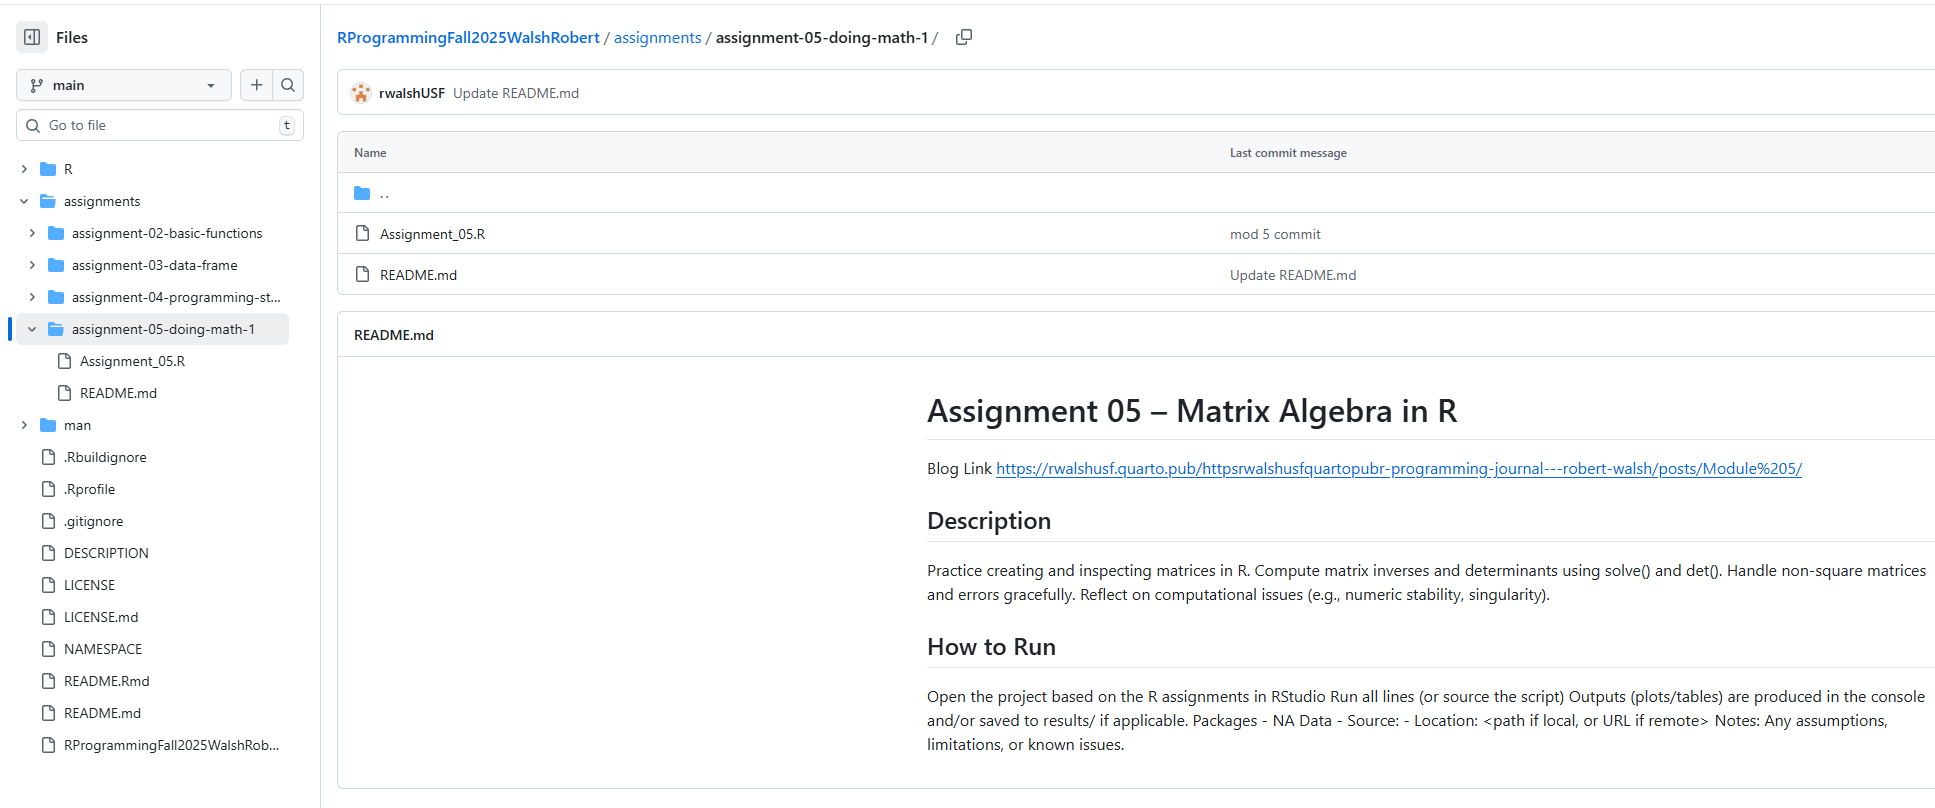 Files
main
Go to file
t
R
assignments
assignment-02-basic-functions
assignment-03-data-frame
assignment-04-programming-st...
assignment-05-doing-math-1
Assignment_05.R
README.md
man
.Rbuildignore
.Rprofile
.gitignore
DESCRIPTION
LICENSE
LICENSE.md
NAMESPACE
README.Rmd
README.md
RProgrammingFall2025WalshRob...
RProgrammingFall2025WalshRobert / assignments / assignment-05-doing-math-1 /
rwalshUSF Update README.md
Name Last commit message
..
Assignment_05.R mod 5 commit
README.md Update README.md
README.md
Assignment 05 – Matrix Algebra in R
Blog Link https://rwalshusf.quarto.pub/httpsrwalshusfquartopubr-programming-journal---robert-walsh/posts/Module%205/
Description
Practice creating and inspecting matrices in R. Compute matrix inverses and determinants using solve() and det(). Handle non-square matrices
and errors gracefully. Reflect on computational issues (e.g., numeric stability, singularity).
How to Run
Open the project based on the R assignments in RStudio Run all lines (or source the script) Outputs (plots/tables) are produced in the console
and/or saved to results/ if applicable. Packages - NA Data - Source: - Location: <path if local, or URL if remote> Notes: Any assumptions,
limitations, or known issues.